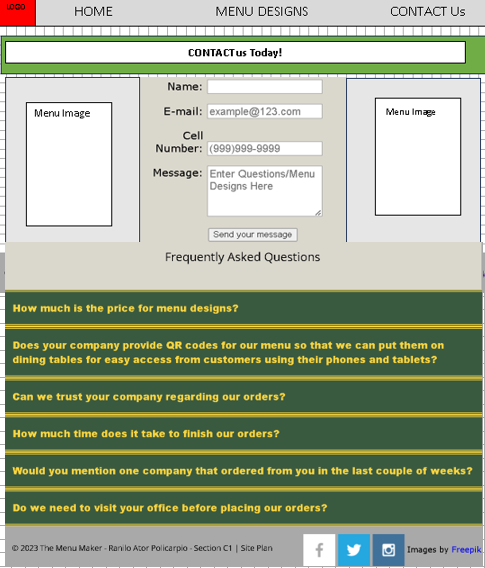 LOGO
HOME
MENU DESIGNS
CONTACT Us
CONTACT us Today!
Menu Image
Name:
E-mail:
example@123.com
Cell
Number:
(999)999-9999
Message:
Enter Questions/Menu
Designs Here
Send your message
Menu Image
Frequently Asked Questions
How much is the price for menu designs?
Does your company provide QR codes for our menu so that we can put them on
dining tables for easy access from customers using their phones and tablets?
Can we trust your company regarding our orders?
How much time does it take to finish our orders?
Would you mention one company that ordered from you in the last couple of weeks?
Do we need to visit your office before placing our orders?
© 2023 The Menu Maker - Ranilo Ator Policarpio - Section C1 | Site Plan
Images by Freepik.